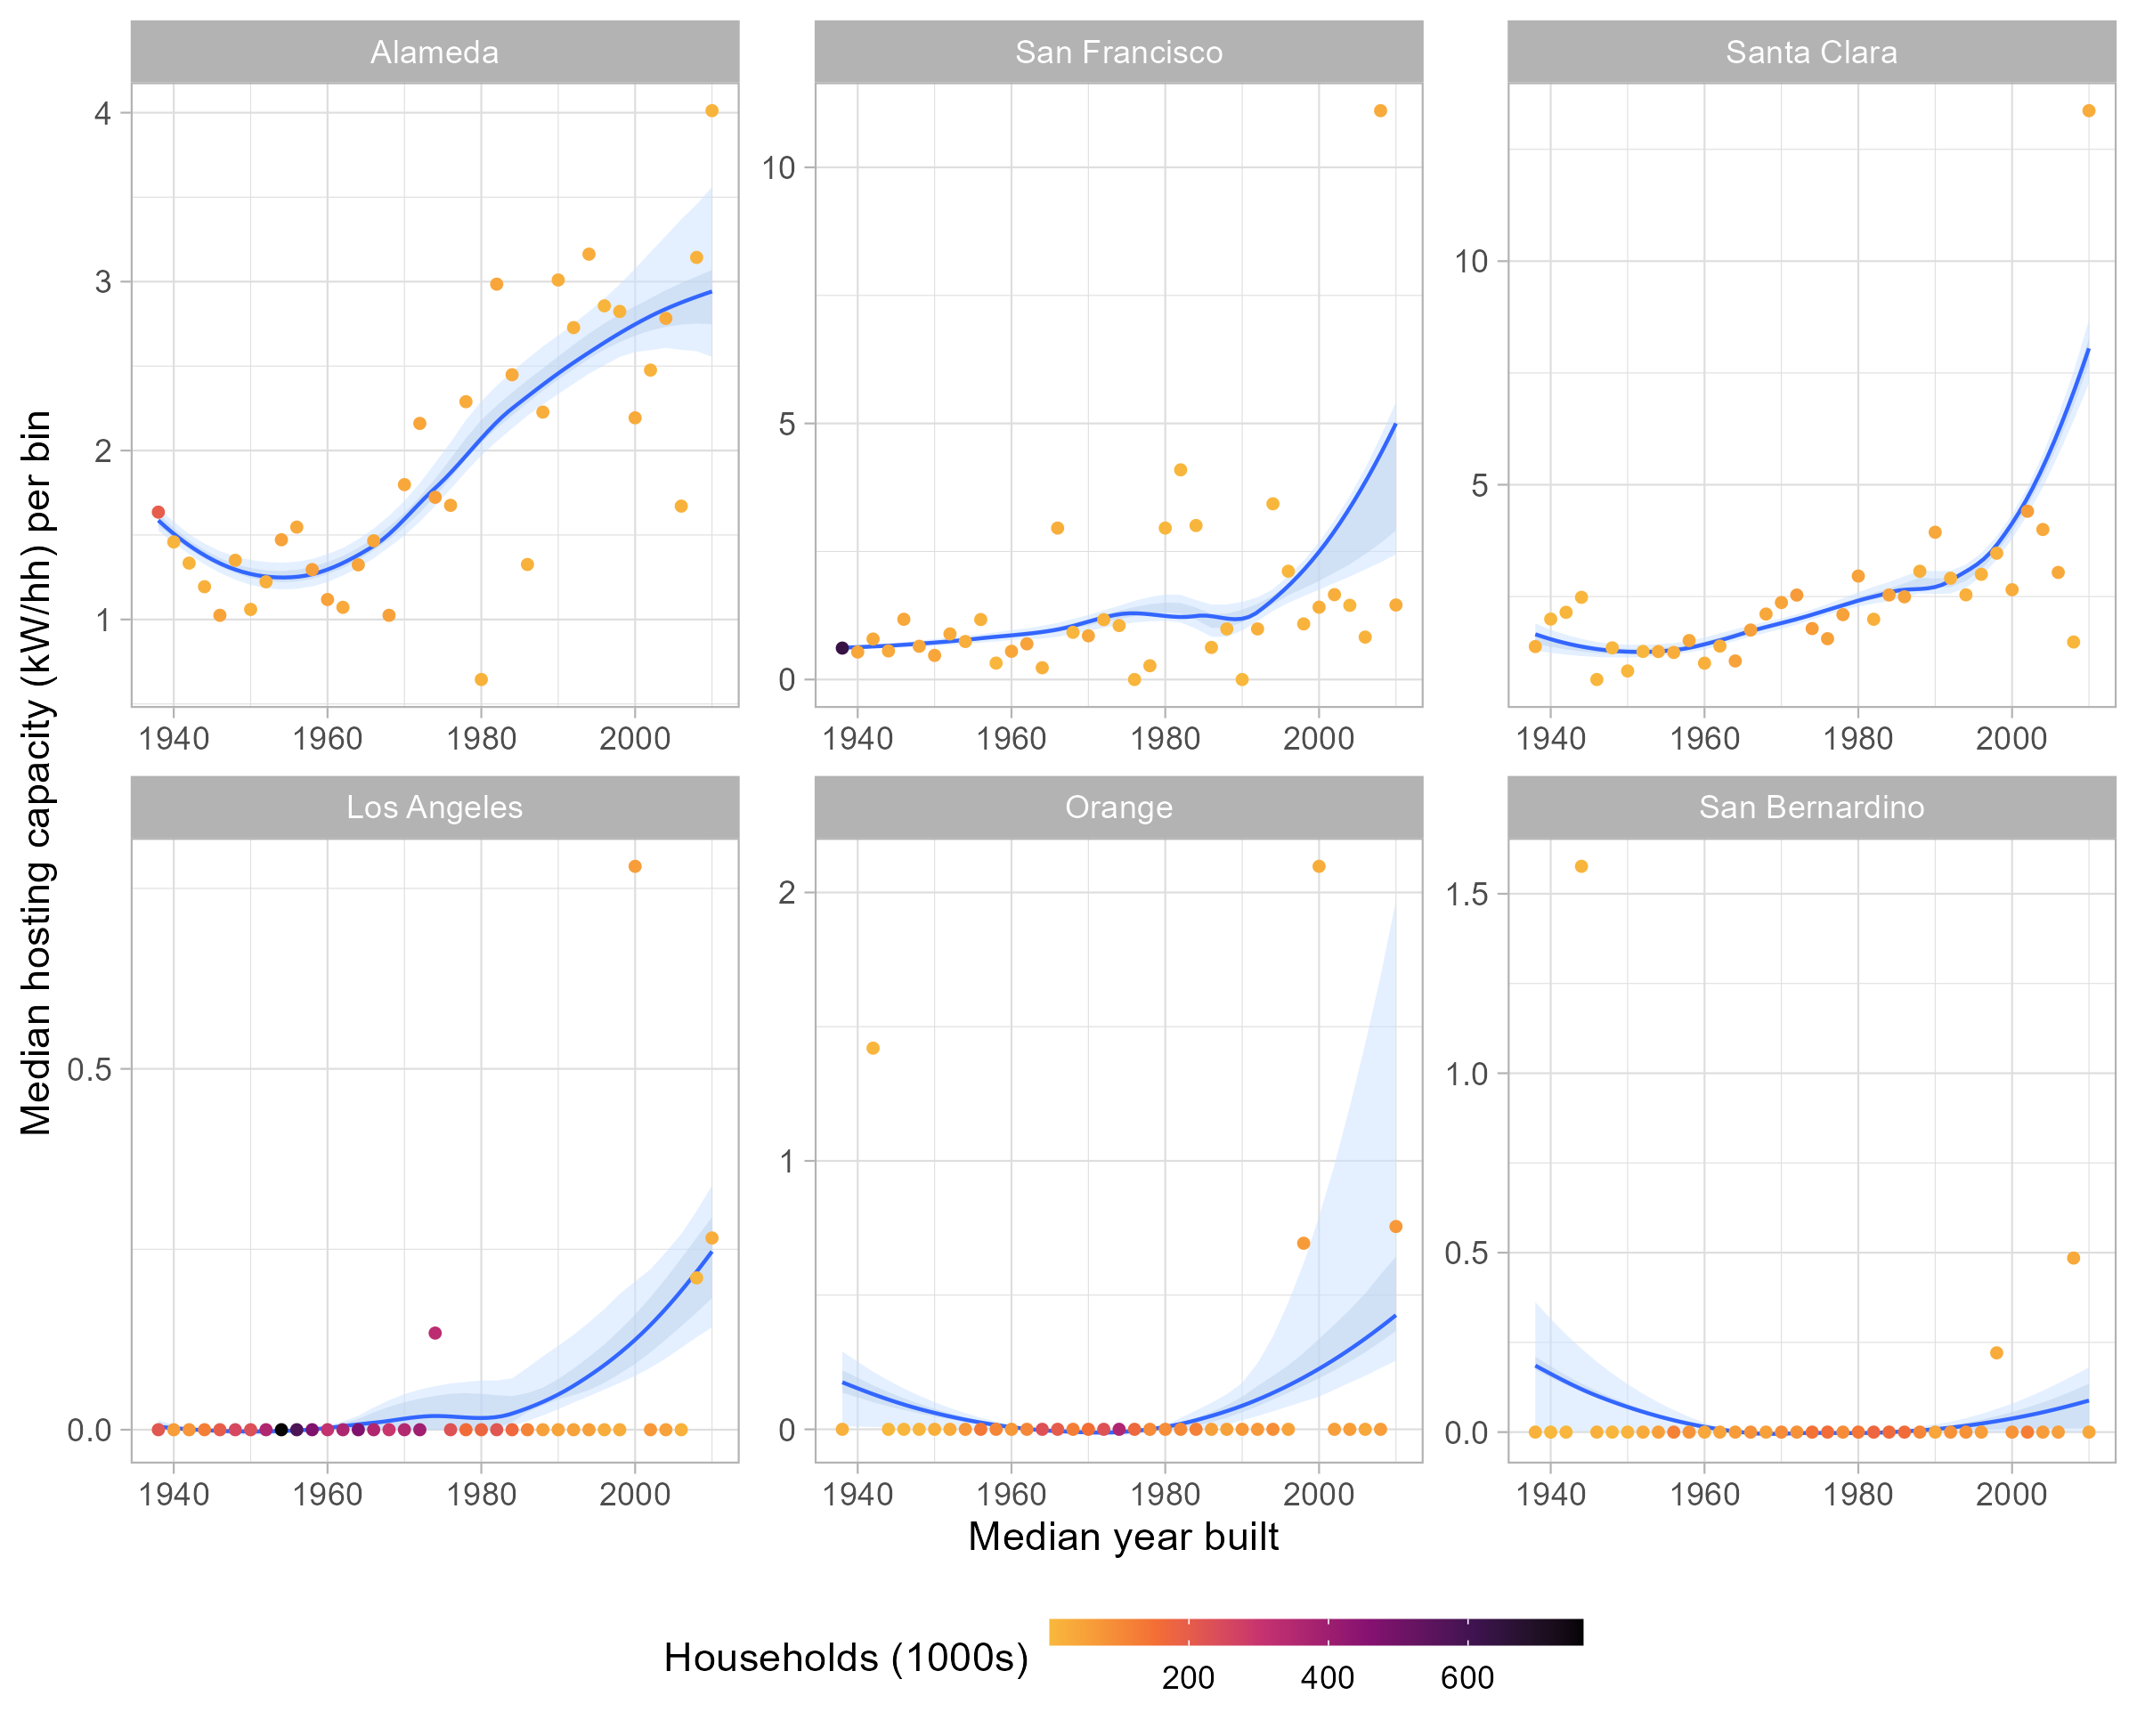 Alameda
San Francisco
Santa Clara
4
3
2
1
10
5
0
10
5
1940 1960 1980 2000
1940 1960 1980 2000
1940 1960 1980 2000
Median hosting capacity (kW/hh) per bin
Los Angeles
Orange
San Bernardino
0.5
0.0
2
1
0
1.5
1.0
0.5
0.0
1940 1960 1980 2000
1940 1960 1980 2000
1940 1960 1980 2000
Median year built
Households (1000s)
200 400 600